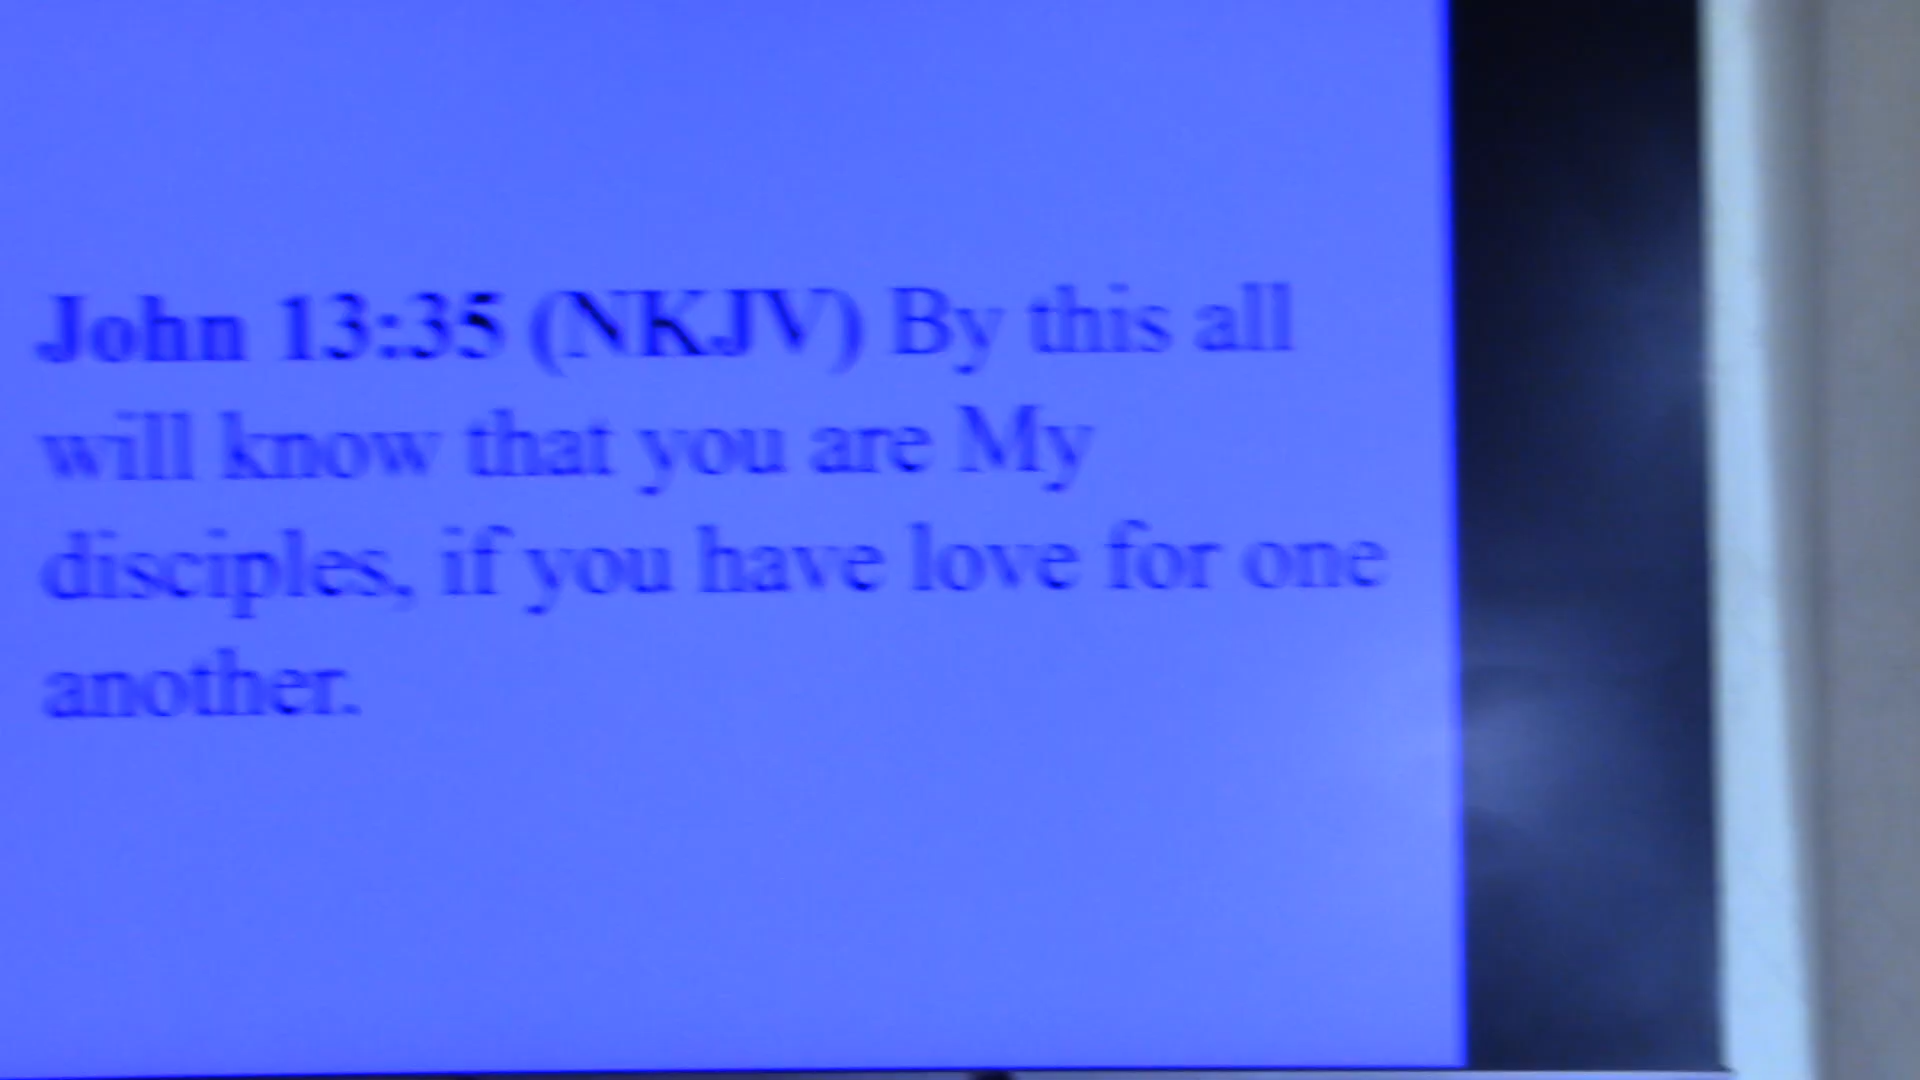 John 13:35 (NKJV) By this all
will know that you are My
disciples, if you have love for one
another.